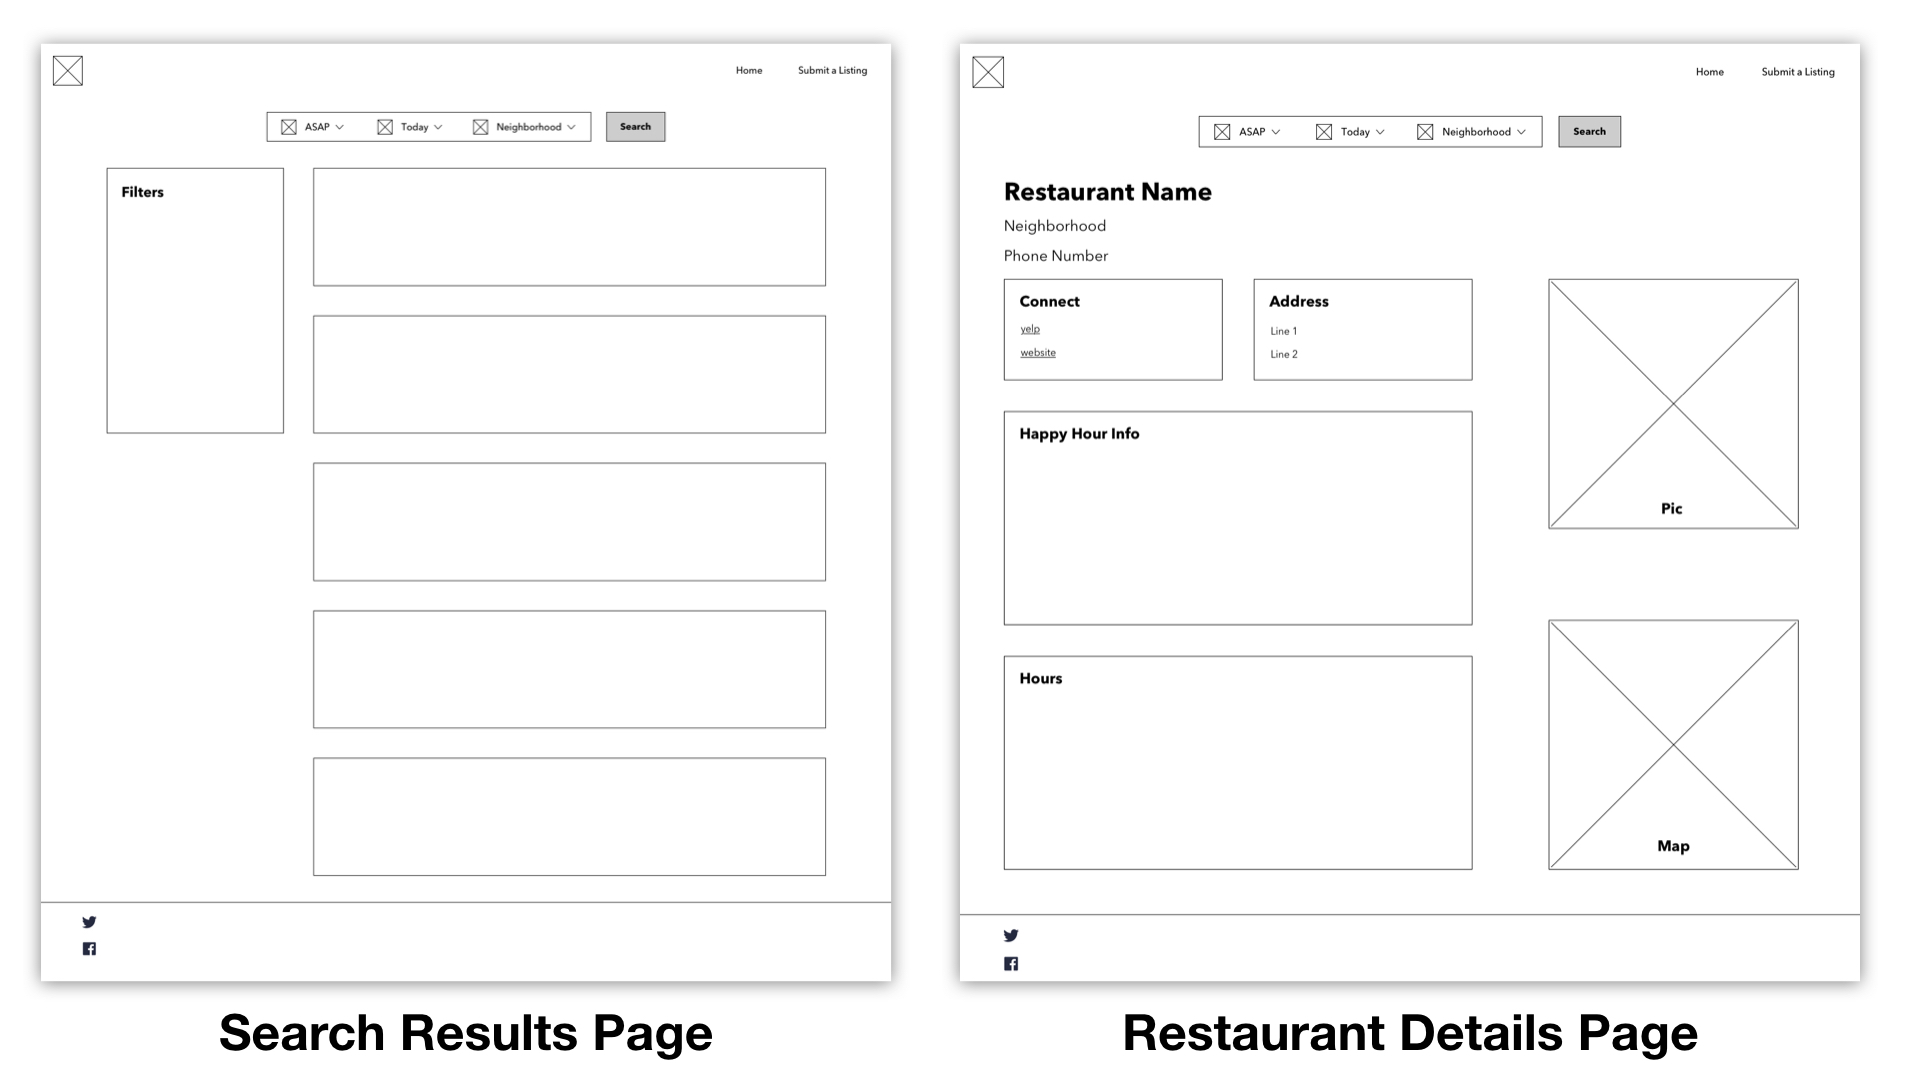 Home Submit a Listing
ASAP Today Neighborhood Search
Filters
Search Results Page
Home Submit a Listing
ASAP Today Neighborhood Search
Restaurant Name
Neighborhood
Phone Number
Connect
yelp
website
Address
Line 1
Line 2
Happy Hour Info
Hours
Pic
Map
Restaurant Details Page